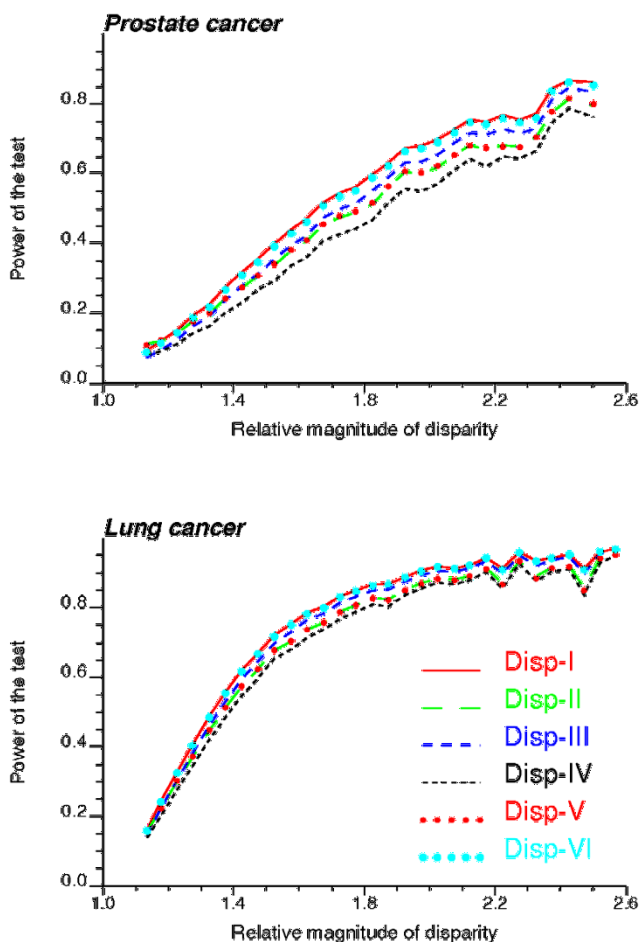 Prostate cancer
Power of the test
0.8
0.6
0.4
0.2
0.0
1.0 1.4 1.8 2.2 2.6
Relative magnitude of disparity
Lung cancer
Power of the test
0.8
0.6
0.4
0.2
0.0
1.0 1.4 1.8 2.2 2.6
Relative magnitude of disparity
Disp-I
Disp-II
Disp-III
Disp-IV
Disp-V
Disp-VI